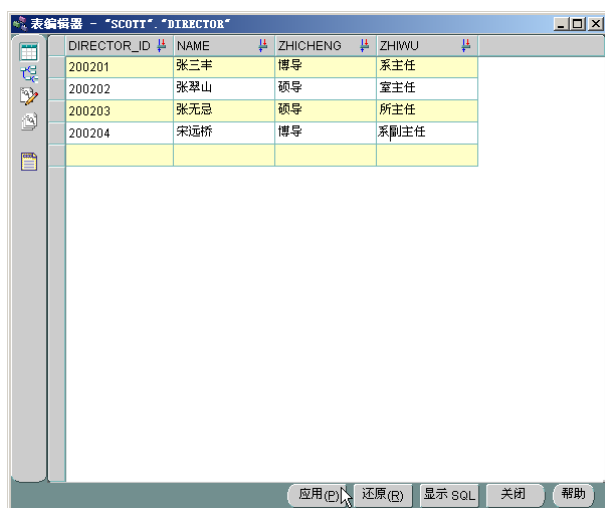 表编辑器 - "SCOTT"."DIRECTOR"
DIRECTOR_ID NAME ZHICHENG ZHIWU
200201 张三丰 博导 系主任
200202 张翠山 硕导 室主任
200203 张无忌 硕导 所主任
200204 宋远桥 博导 系副主任
应用(P) 还原(R) 显示 SQL 关闭 帮助